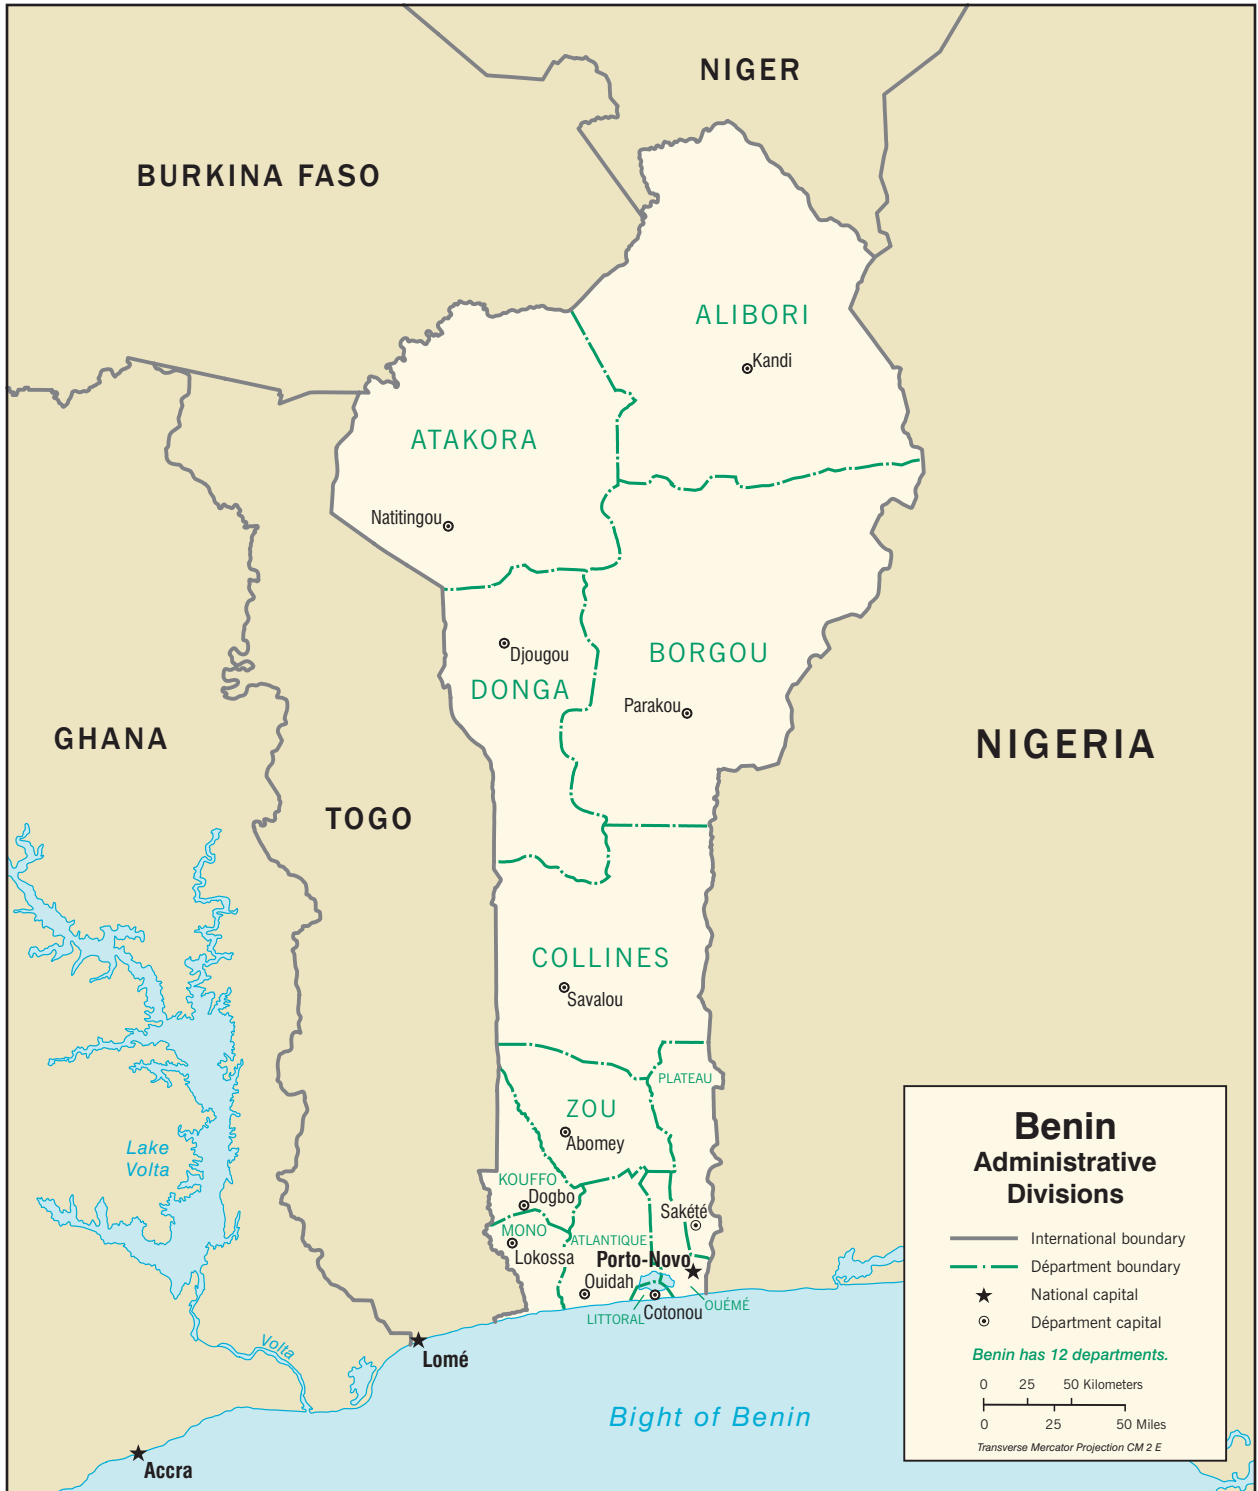 NIGER
BURKINA FASO
ALIBORI
Kandi
ATAKORA
Natitingou
Djougou
BORGOU
DONGA
Parakou
GHANA
NIGERIA
TOGO
COLLINES
Savalou
PLATEAU
ZOU
Abomey
Lake
Volta
KOUFFO
Dogbo
Sakété
MONO
ATLANTIQUE
Lokossa
Porto-Novo
Ouidah
OUÉMÉ
LITTORAL
Cotonou
Volta
Lomé
Bight of Benin
Accra
Benin
Administrative
Divisions
International boundary
Départment boundary
National capital
Départment capital
Benin has 12 departments.
0 25 50 Kilometers
0 25 50 Miles
Transverse Mercator Projection CM 2 E